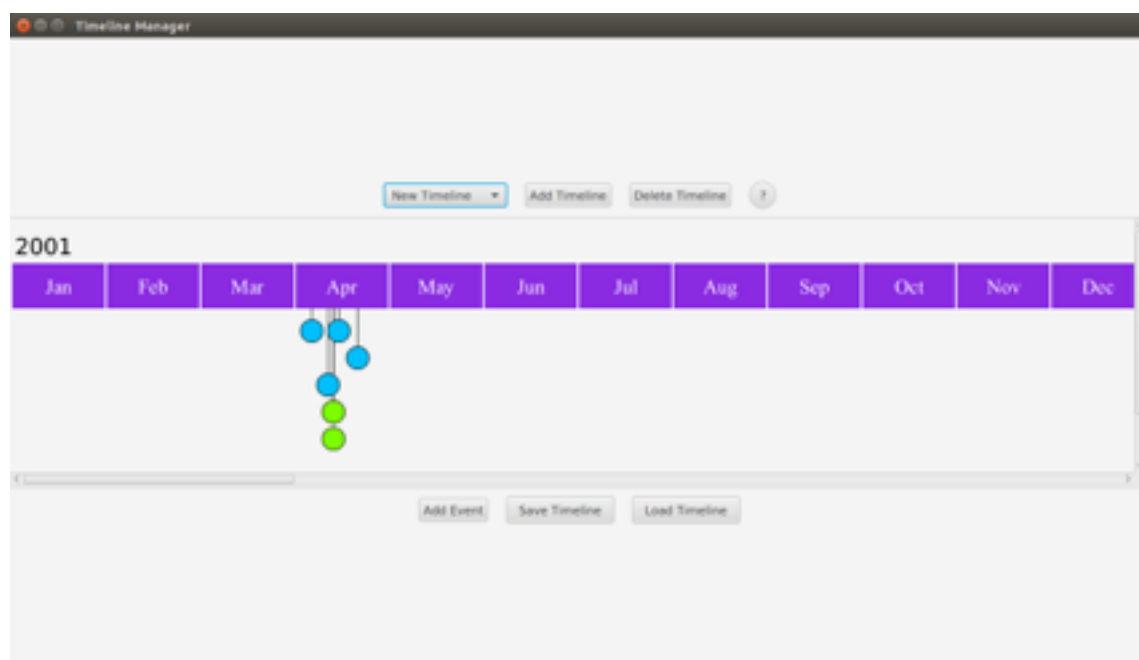 Timeline Manager
New Timeline Add Timeline Delete Timeline ?
2001
Jan Feb Mar Apr May Jun Jul Aug Sep Oct Nov Dec
Add Event Save Timeline Load Timeline